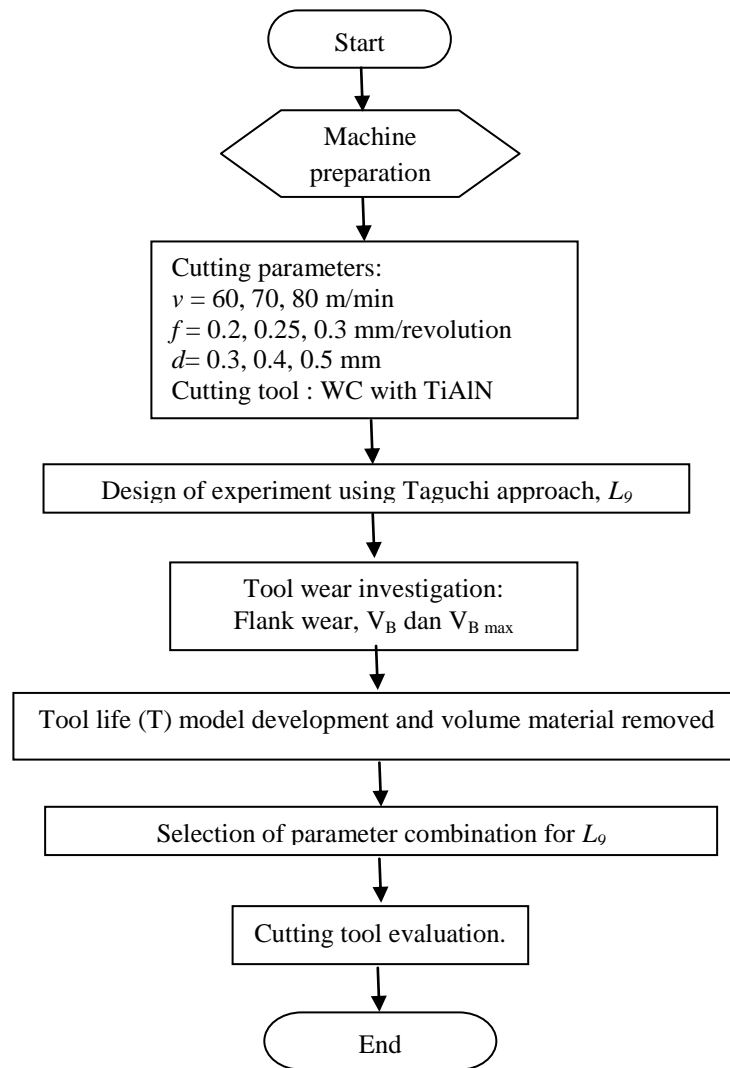 Start
Machine
preparation
Cutting parameters:
v = 60, 70, 80 m/min
f = 0.2, 0.25, 0.3 mm/revolution
d= 0.3, 0.4, 0.5 mm
Cutting tool : WC with TiAlN
Design of experiment using Taguchi approach, L₉
Tool wear investigation:
Flank wear, V_B dan V_B max
Tool life (T) model development and volume material removed
Selection of parameter combination for L₉
Cutting tool evaluation.
End